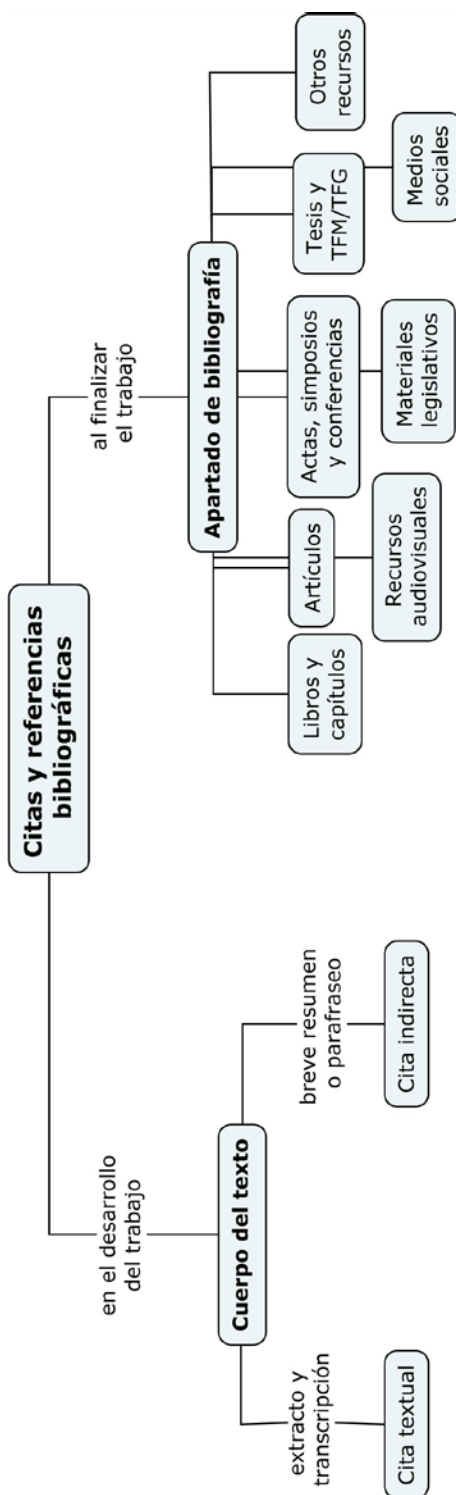 Citas y referencias
bibliográficas
en el desarrollo
del trabajo
Cuerpo del texto
extracto y
transcripción
Cita textual
breve resumen
o parafraseo
Cita indirecta
al finalizar
el trabajo
Apartado de bibliografía
Libros y
capítulos
Artículos
Actas, simposios
y conferencias
Tesis y
TFM/TFG
Otros
recursos
Recursos
audiovisuales
Materiales
legislativos
Medios
sociales